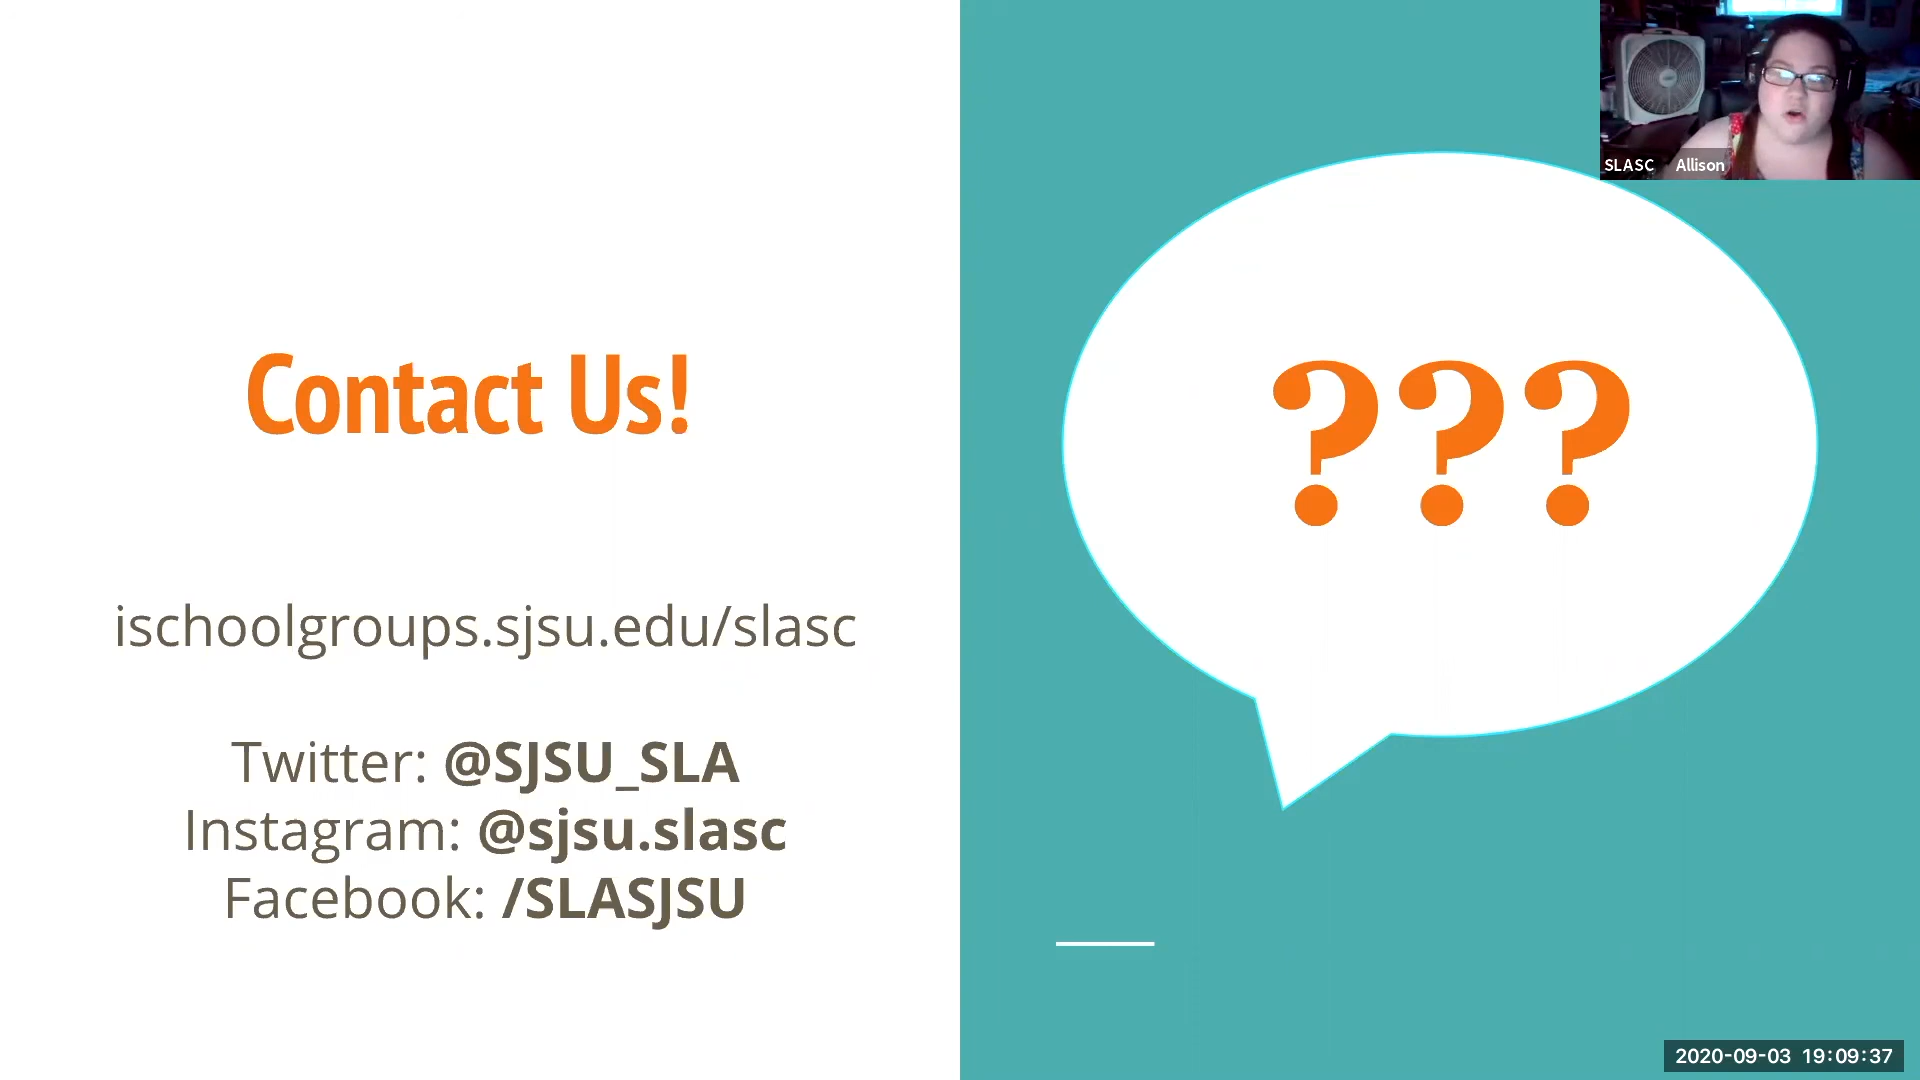 Contact Us!
ischoolgroups.sjsu.edu/slasc
Twitter: @SJSU_SLA
Instagram: @sjsu.slasc
Facebook: /SLASJSU
???
SLASC Allison
2020-09-03 19:09:37